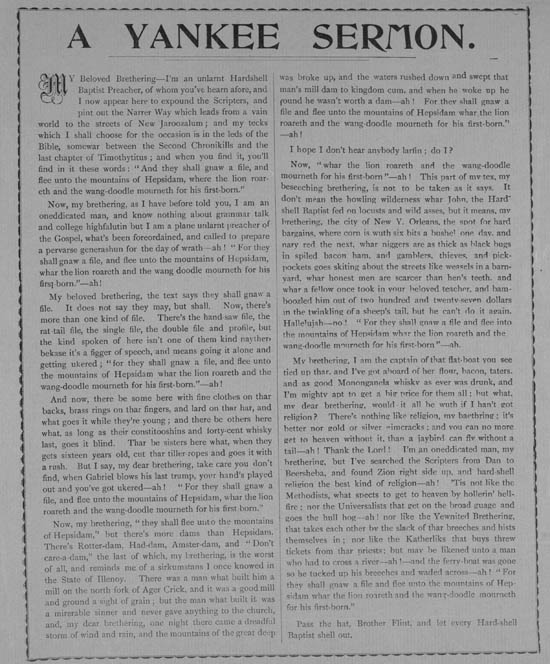 A YANKEE SERMON.
MY Beloved Brethering—I'm an unlarnt Hardshell
Baptist Preacher, of whom you've hearn afore, and
I now appear here to expound the Scripters, and
pint out the Narrer Way which leads from a vain
world to the streets of New Jaroozalum; and my tecks
which I shall choose for the occasion is in the leds of the
Bible, somewar between the Second Chronikills and the
last chapter of Timothytitus; and when you find it, you'll
find in it these words: "And they shall gnaw a file, and
flee unto the mountains of Hepsidam, where the lion roar-
eth and the wang-doodle mourneth for his first-born."
Now, my brethering, as I have before told you, I am an
oneddicated man, and know nothing about grammar talk
and college highfalutin but I am a plane unlarnt preacher of
the Gospel, what's been foreordained, and called to prepare
a pervarse generashun for the day of wrath—ah! "For they
shall gnaw a file, and flee unto the mountains of Hepsidam,
whar the lion roareth and the wang doodle mourneth for his
first-born."—ah!
My beloved brethering, the text says they shall gnaw a
file. It does not say they may, but shall. Now, there's
more than one kind of file. There's the hand-saw file, the
rat-tail file, the single file, the double file and profile, but
the kind spoken of here isn't one of them kind nayther,
bekase it's a figger of speech, and means going it alone and
getting ukered; "for they shall gnaw a file, and flee unto
the mountains of Hepsidam whar the lion roareth and the
wang-doodle mourneth for his first-born."—ah!
And now, there be some here with fine clothes on thar
backs, brass rings on thar fingers, and lard on thar har, and
what goes it while they're young; and there be others here
what, as long as their constitooshins and forty-cent whisky
last, goes it blind. Thar be sisters here what, when they
gets sixteen years old, cut thar tiller-ropes and goes it with
a rush. But I say, my dear brethering, take care you don't
find, when Gabriel blows his last trump, your hand's played
out and you've got ukered—ah! "For they shall gnaw a
file, and flee unto the mountains of Hepsidam, whar the lion
roareth and the wang-doodle mourneth for his first-born."
Now, my brethering, "they shall flee unto the mountains
of Hepsidam," but there's more dams than Hepsidam.
There's Rotter-dam, Had-dam, Amster-dam, and "Don't
care-a-dam," the last of which, my brethering, is the worst
of all, and reminds me of a sirkumstans I once knowed in
the State of Illenoy. There was a man what built him a
mill on the north fork of Ager Crick, and it was a good mill
and ground a sight of grain; but the man what built it was
a mirerable sinner and never gave anything to the church,
and, my dear brethering, one night there came a dreadful
storm of wind and rain, and the mountains of the great deep
was broke up, and the waters rushed down and swept that
man's mill dam to kingdom cum, and when he woke up he
found he wasn't worth a dam—ah! For they shall gnaw a
file and flee unto the mountains of Hepsidam whar the lion
roareth and the wang-doodle mourneth for his first-born."
—ah!
I hope I don't hear anybody larfin; do I?
Now, "whar the lion roareth and the wang-doodle
mourneth for his first-born"—ah! This part of my tex, my
beseeching brethering, is not to be taken as it says. It
don't mean the howling wilderness whar John, the Hard-
shell Baptist fed on locusts and wild asses, but it means, my
brethering, the city of New Y. Orleans, the spot for hard
bargains, where corn is wuth six bits a bushel one day, and
nary red the next, whar niggers are as thick as black bugs
in spiled bacon ham, and gamblers, thieves, and pick-
pockets goes skiting about the streets like weasels in a barn-
yard, whar honest men are scarcer than hen's teeth, and
whar a fellow once took in your beloved teacher, and bam-
boozled him out of two hundred and twenty-seven dollars
in the twinkling of a sheep's tail, but he can't do it again.
Hallelujah—no! "For they shall gnaw a file and flee into
the mountains of Hepsidam whar the lion roareth and the
wang-doodle mourneth for his first-born"—ah.
My brethering, I am the captain of that flat-boat you see
tied up thar, and I've got aboard of her flour, bacon, taters,
and as good Mononganela whisky as ever was drunk, and
I'm mighty apt to get a big price for them all; but what,
my dear brethering, would it all be wuth if I han't got
religion? There's nothing like religion, my brethring; it's
better nor gold or silver gimcracks; and you can no more
get to heaven without it, than a jaybird can fly without a
tail—ah! Thank the Lord! I'm an oneddicated man, my
brethering, but I've searched the Scripters from Dan to
Beersheba, and found Zion right side up, and hard-shell
religion the best kind of religion—ah! 'Tis not like the
Methodists, what spects to get to heaven by hollerin' hell-
fire; nor the Universalists that get on the broad guage and
goes the hull hog—ah! nor like the Yewnited Brethering,
that takes each other by the slack of thar breeches and hists
themselves in; nor like the Katherliks that buys threw
tickets from thar priests; but may be likened unto a man
who had to cross a river—ah!—and the ferry-boat was gone
so he tucked up his breeches and waded across—ah! "For
they shall gnaw a file and flee unto the mountains of Hep-
sidam whar the lion roareth and the wang-doodle mourneth
for his first-born."
Pass the hat, Brother Flint, and let every Hard-shell
Baptist shell out.